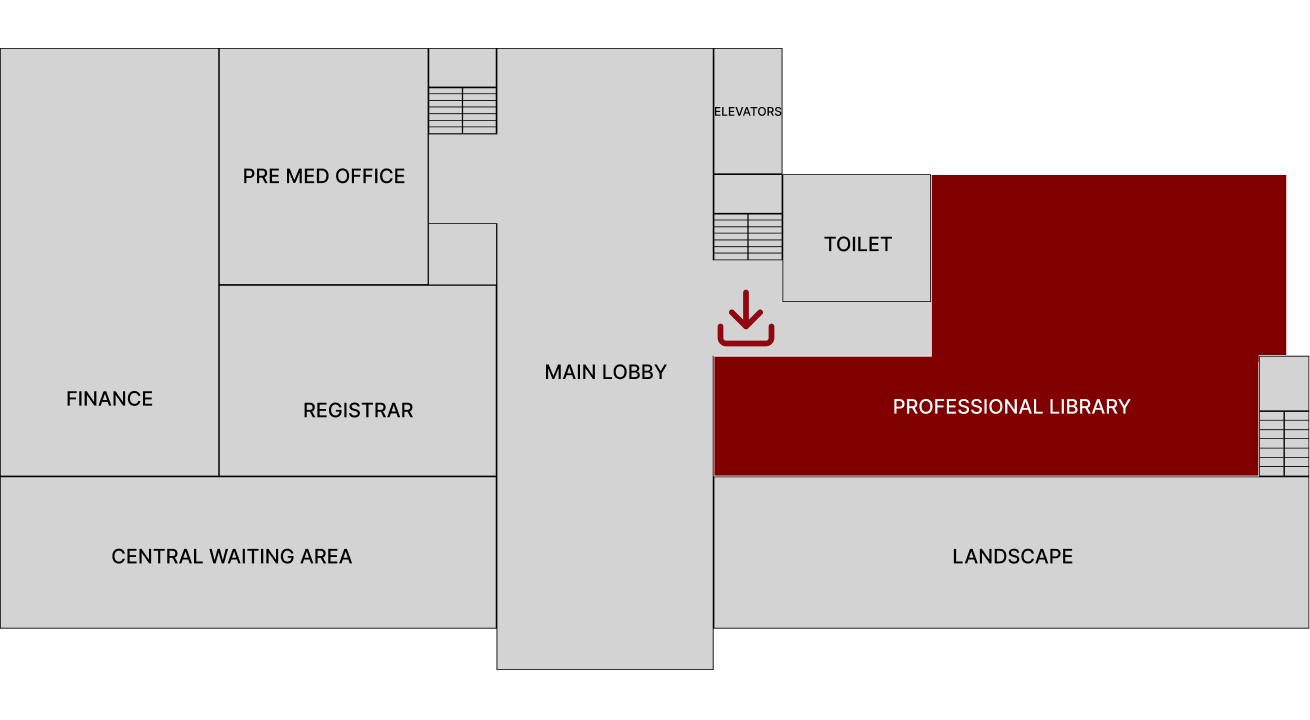 ELEVATORS
PRE MED OFFICE
TOILET
MAIN LOBBY
FINANCE
REGISTRAR
PROFESSIONAL LIBRARY
CENTRAL WAITING AREA
LANDSCAPE